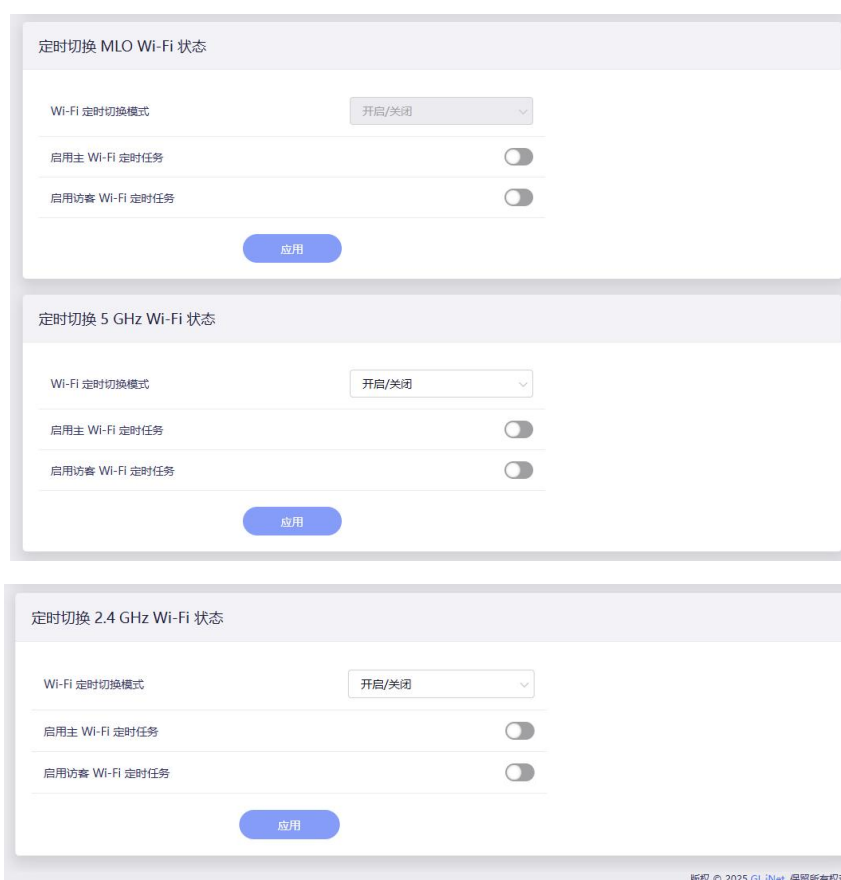 定时切换 MLO Wi-Fi 状态
Wi-Fi 定时切换模式 开启/关闭
启用主 Wi-Fi 定时任务
启用访客 Wi-Fi 定时任务
应用
定时切换 5 GHz Wi-Fi 状态
Wi-Fi 定时切换模式 开启/关闭
启用主 Wi-Fi 定时任务
启用访客 Wi-Fi 定时任务
应用
定时切换 2.4 GHz Wi-Fi 状态
Wi-Fi 定时切换模式 开启/关闭
启用主 Wi-Fi 定时任务
启用访客 Wi-Fi 定时任务
应用
版权 © 2025 GL.iNet. 保留所有权